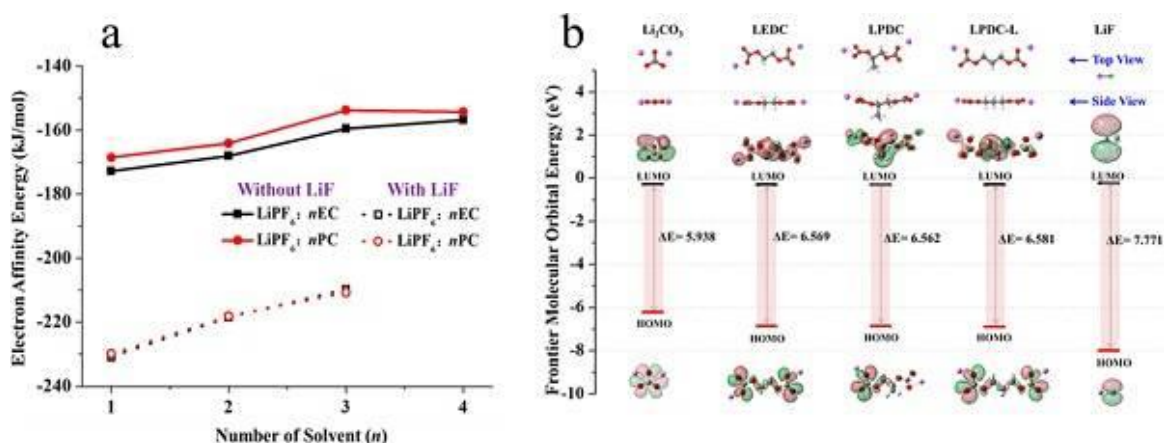 a
Electron Affinity Energy (kJ/mol)
-140
-160
-180
-200
-220
-240
Without LiF
With LiF
LiPF₆: nEC
LiPF₆: nEC
LiPF₆: nPC
LiPF₆: nPC
1 2 3 4
Number of Solvent (n)
b
Frontier Molecular Orbital Energy (eV)
4
2
0
-2
-4
-6
-8
-10
Li₂CO₃ LEDC LPDC LPDC-L LiF
Top View
Side View
LUMO LUMO LUMO LUMO LUMO
ΔE= 5.938 ΔE= 6.569 ΔE= 6.562 ΔE= 6.581 ΔE= 7.771
HOMO HOMO HOMO HOMO HOMO